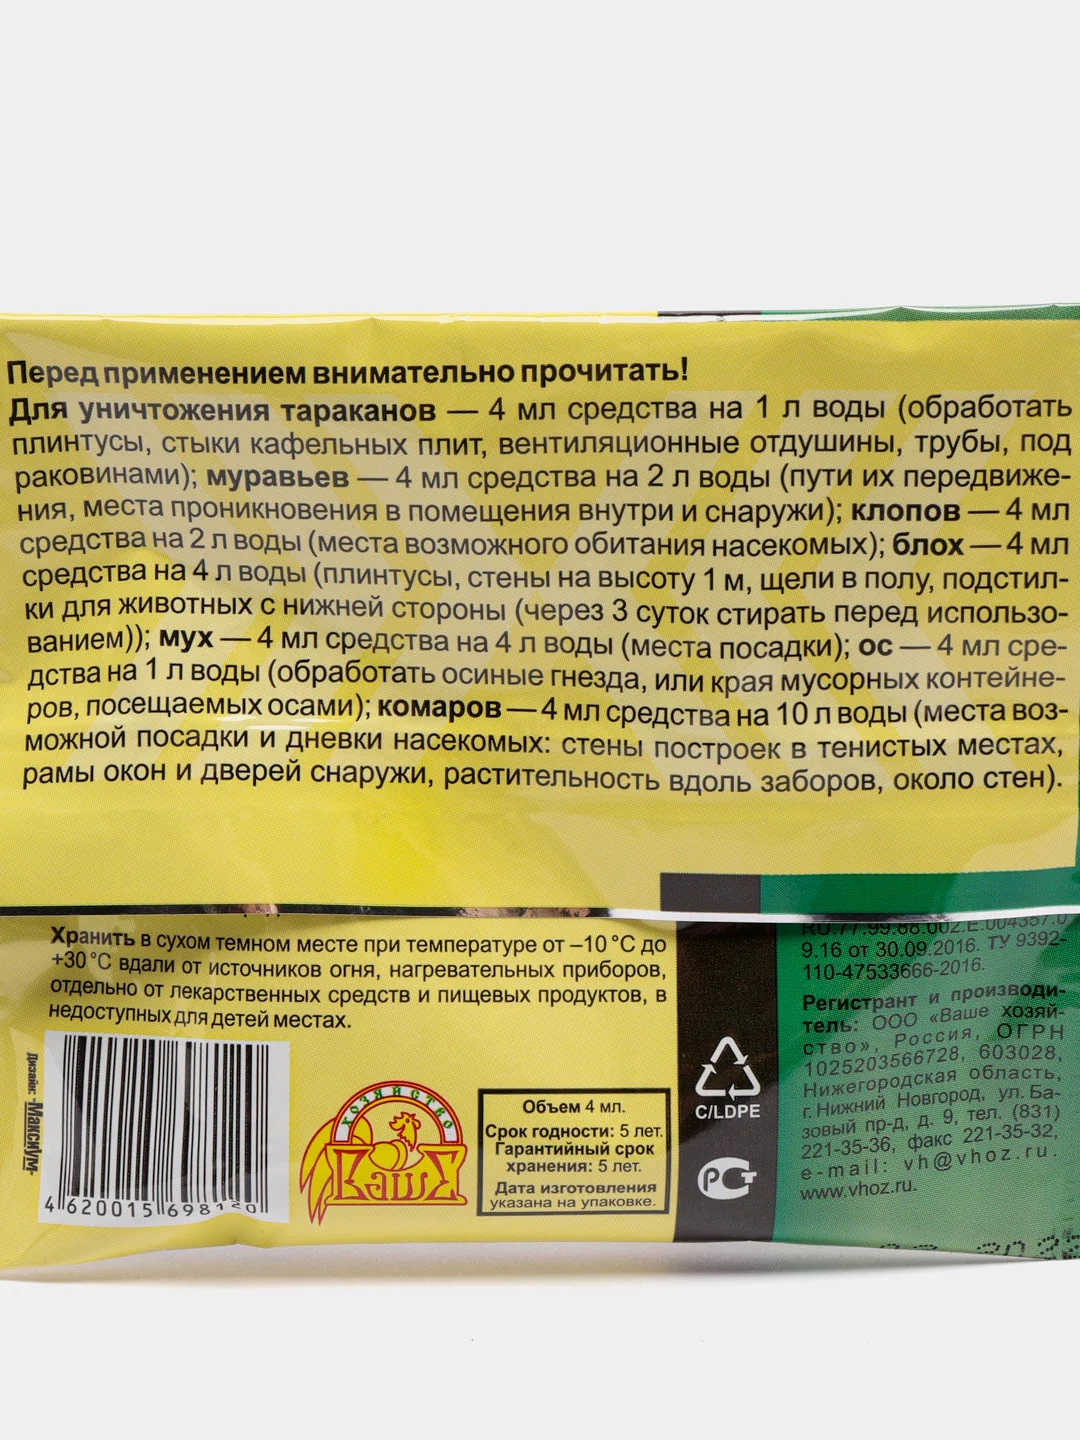 Перед применением внимательно прочитать!
Для уничтожения тараканов — 4 мл средства на 1 л воды (обработать
плинтусы, стыки кафельных плит, вентиляционные отдушины, трубы, под
раковинами); муравьев — 4 мл средства на 2 л воды (пути их передвиже-
ния, места проникновения в помещения внутри и снаружи); клопов — 4 мл
средства на 2 л воды (места возможного обитания насекомых); блох — 4 мл
средства на 4 л воды (плинтусы, стены на высоту 1 м, щели в полу, подстил-
ки для животных с нижней стороны (через 3 суток стирать перед использо-
ванием)); мух — 4 мл средства на 4 л воды (места посадки); ос — 4 мл сре-
дства на 1 л воды (обработать осиные гнезда, или края мусорных контейне-
ров, посещаемых осами); комаров — 4 мл средства на 10 л воды (места воз-
можной посадки и дневки насекомых: стены построек в тенистых местах,
рамы окон и дверей снаружи, растительность вдоль заборов, около стен).
Хранить в сухом темном месте при температуре от –10 °C до
+30 °C вдали от источников огня, нагревательных приборов,
отдельно от лекарственных средств и пищевых продуктов, в
недоступных для детей местах.
Дизайн: "Максиум"
4 620015 698120
ХОЗЯЙСТВО
ВАШЕ
Объем 4 мл.
Срок годности: 5 лет.
Гарантийный срок
хранения: 5 лет.
Дата изготовления
указана на упаковке.
C/LDPE
РСТ
RU.77.99.88.002.E.004357.0
9.16 от 30.09.2016. ТУ 9392-
110-47533666-2016.
Регистрант и производи-
тель: ООО «Ваше хозяй-
ство», Россия, ОГРН
1025203566728, 603028,
Нижегородская область,
г. Нижний Новгород, ул. Ба-
зовый пр-д, д. 9, тел. (831)
221-35-36, факс 221-35-32,
e-mail: vh@vhoz.ru.
www.vhoz.ru.